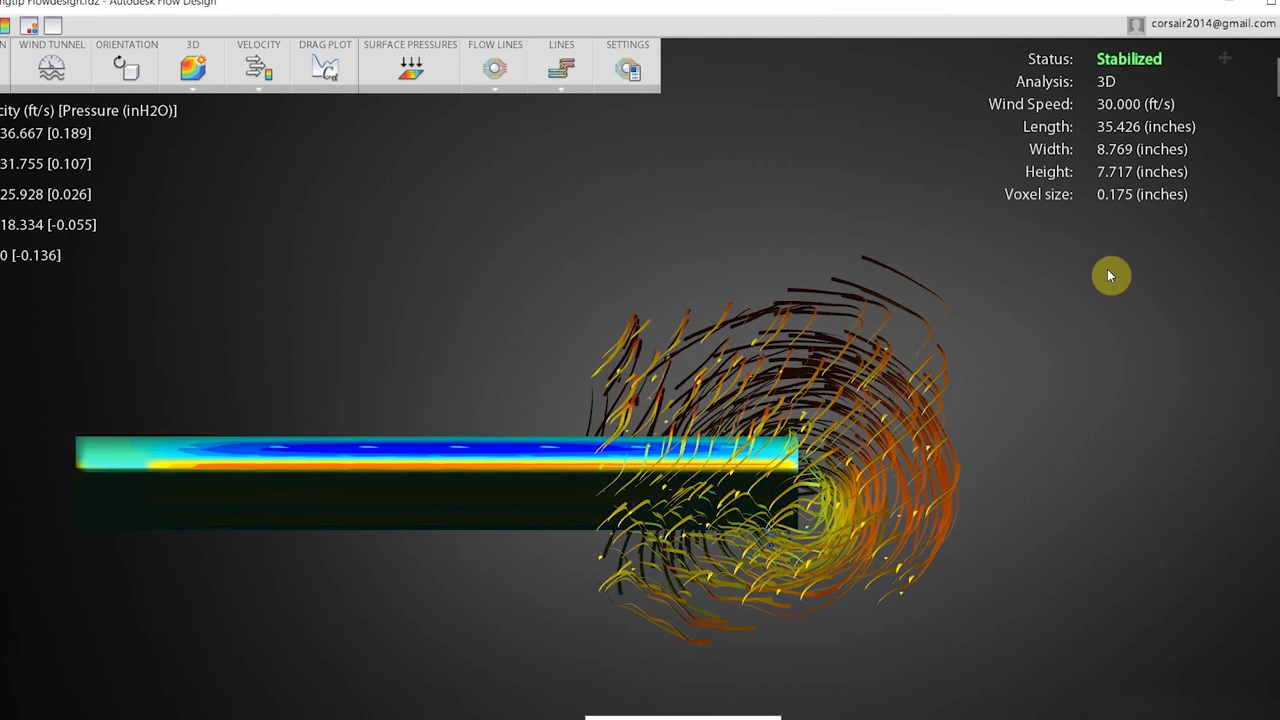 ngtip Flowdesign.fdz - Autodesk Flow Design
corsair2014@gmail.com
WIND TUNNEL
ORIENTATION
3D
VELOCITY
DRAG PLOT
SURFACE PRESSURES
FLOW LINES
LINES
SETTINGS
Cd
city (ft/s) [Pressure (inH2O)]
36.667 [0.189]
31.755 [0.107]
25.928 [0.026]
18.334 [-0.055]
0 [-0.136]
Status: Stabilized
Analysis: 3D
Wind Speed: 30.000 (ft/s)
Length: 35.426 (inches)
Width: 8.769 (inches)
Height: 7.717 (inches)
Voxel size: 0.175 (inches)